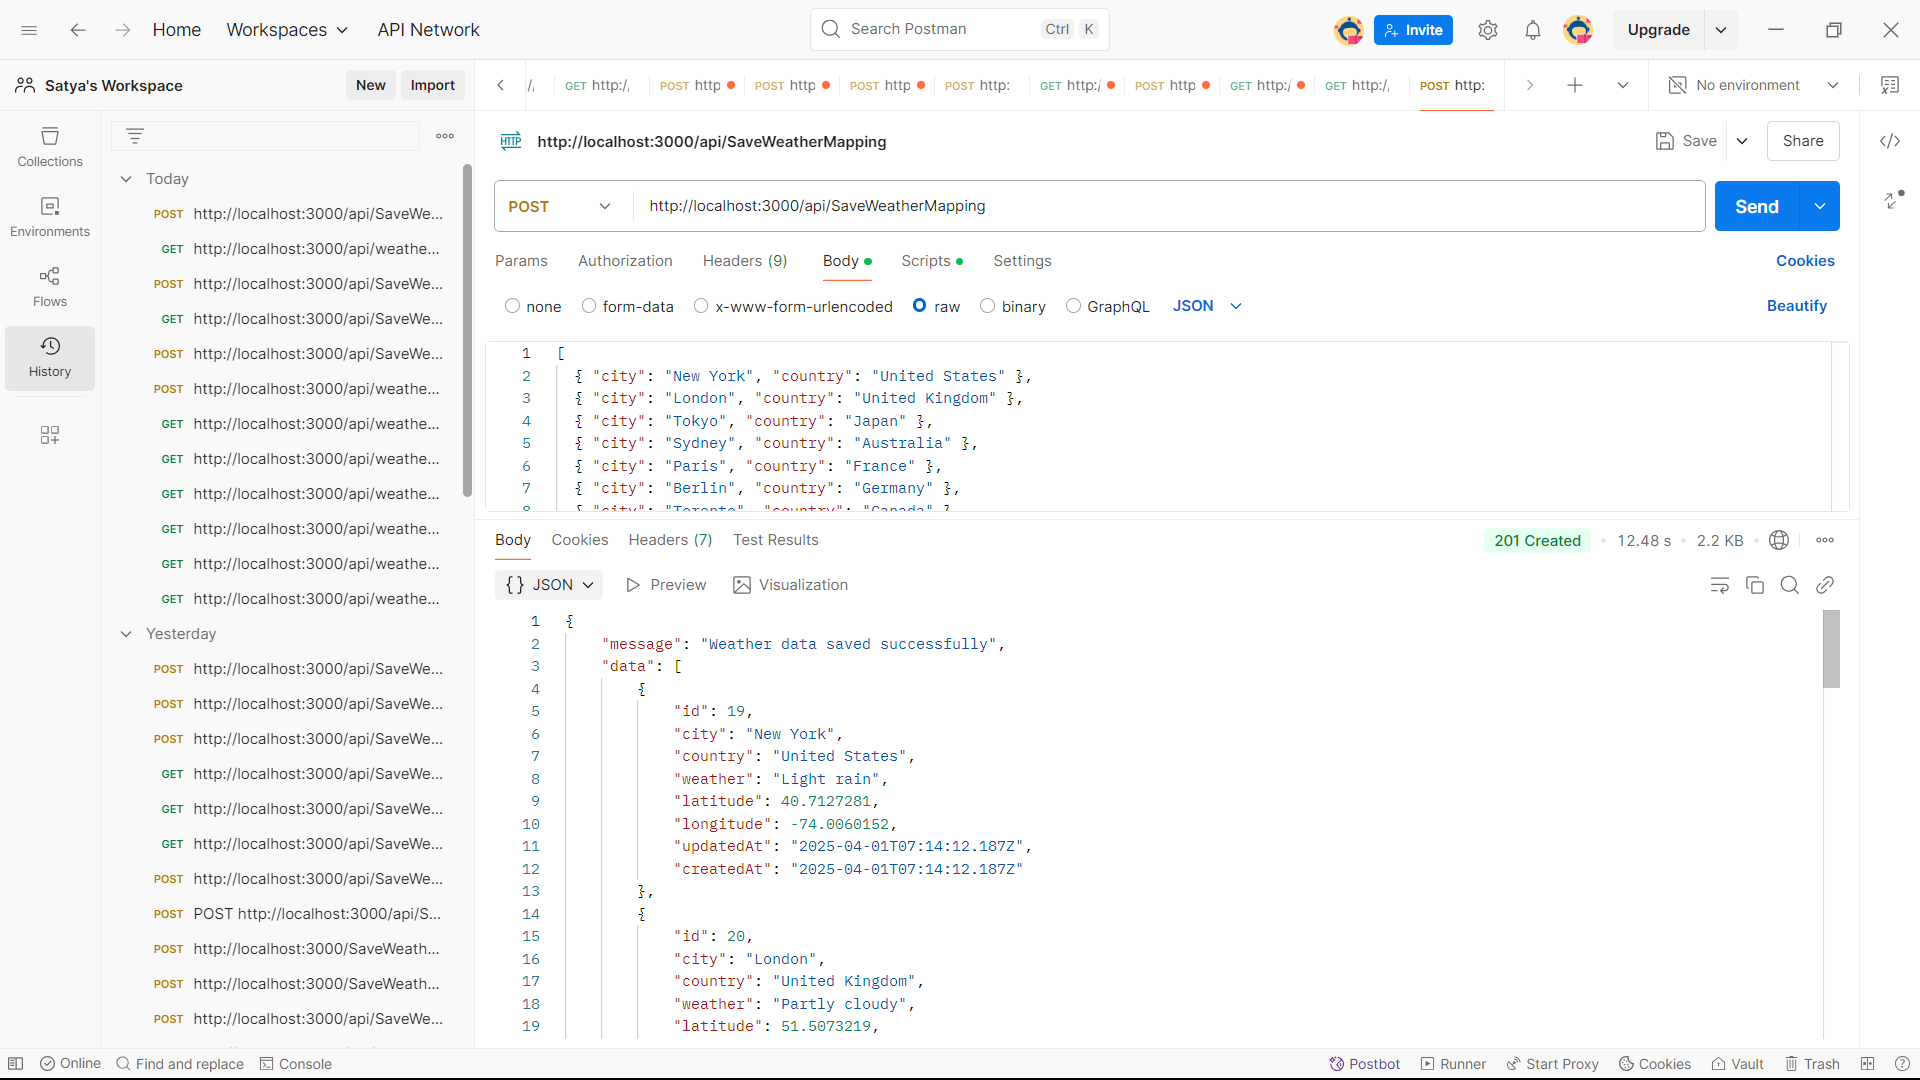 Home Workspaces API Network Search Postman Ctrl K Invite Upgrade
Satya's Workspace New Import
GET http:/, POST http POST http POST http POST http: GET http:/ POST http GET http:/ GET http:/, POST http: No environment
Collections
Environments
Flows
History
Today
POST http://localhost:3000/api/SaveWe...
GET http://localhost:3000/api/weathe...
POST http://localhost:3000/api/SaveWe...
GET http://localhost:3000/api/SaveWe...
POST http://localhost:3000/api/SaveWe...
POST http://localhost:3000/api/weathe...
GET http://localhost:3000/api/weathe...
GET http://localhost:3000/api/weathe...
GET http://localhost:3000/api/weathe...
GET http://localhost:3000/api/weathe...
GET http://localhost:3000/api/weathe...
GET http://localhost:3000/api/weathe...
Yesterday
POST http://localhost:3000/api/SaveWe...
POST http://localhost:3000/api/SaveWe...
POST http://localhost:3000/api/SaveWe...
GET http://localhost:3000/api/SaveWe...
GET http://localhost:3000/api/SaveWe...
GET http://localhost:3000/api/SaveWe...
POST http://localhost:3000/api/SaveWe...
POST POST http://localhost:3000/api/S...
POST http://localhost:3000/SaveWeath...
POST http://localhost:3000/SaveWeath...
POST http://localhost:3000/api/SaveWe...
HTTP http://localhost:3000/api/SaveWeatherMapping Save Share
POST http://localhost:3000/api/SaveWeatherMapping Send
Params Authorization Headers (9) Body Scripts Settings Cookies
none form-data x-www-form-urlencoded raw binary GraphQL JSON Beautify
1 [
2 { "city": "New York", "country": "United States" },
3 { "city": "London", "country": "United Kingdom" },
4 { "city": "Tokyo", "country": "Japan" },
5 { "city": "Sydney", "country": "Australia" },
6 { "city": "Paris", "country": "France" },
7 { "city": "Berlin", "country": "Germany" },
8 { "city": "Toronto", "country": "Canada" }
Body Cookies Headers (7) Test Results 201 Created 12.48 s 2.2 KB
{} JSON Preview Visualization
1 {
2 "message": "Weather data saved successfully",
3 "data": [
4 {
5 "id": 19,
6 "city": "New York",
7 "country": "United States",
8 "weather": "Light rain",
9 "latitude": 40.7127281,
10 "longitude": -74.0060152,
11 "updatedAt": "2025-04-01T07:14:12.187Z",
12 "createdAt": "2025-04-01T07:14:12.187Z"
13 },
14 {
15 "id": 20,
16 "city": "London",
17 "country": "United Kingdom",
18 "weather": "Partly cloudy",
19 "latitude": 51.5073219,
Online Find and replace Console Postbot Runner Start Proxy Cookies Vault Trash